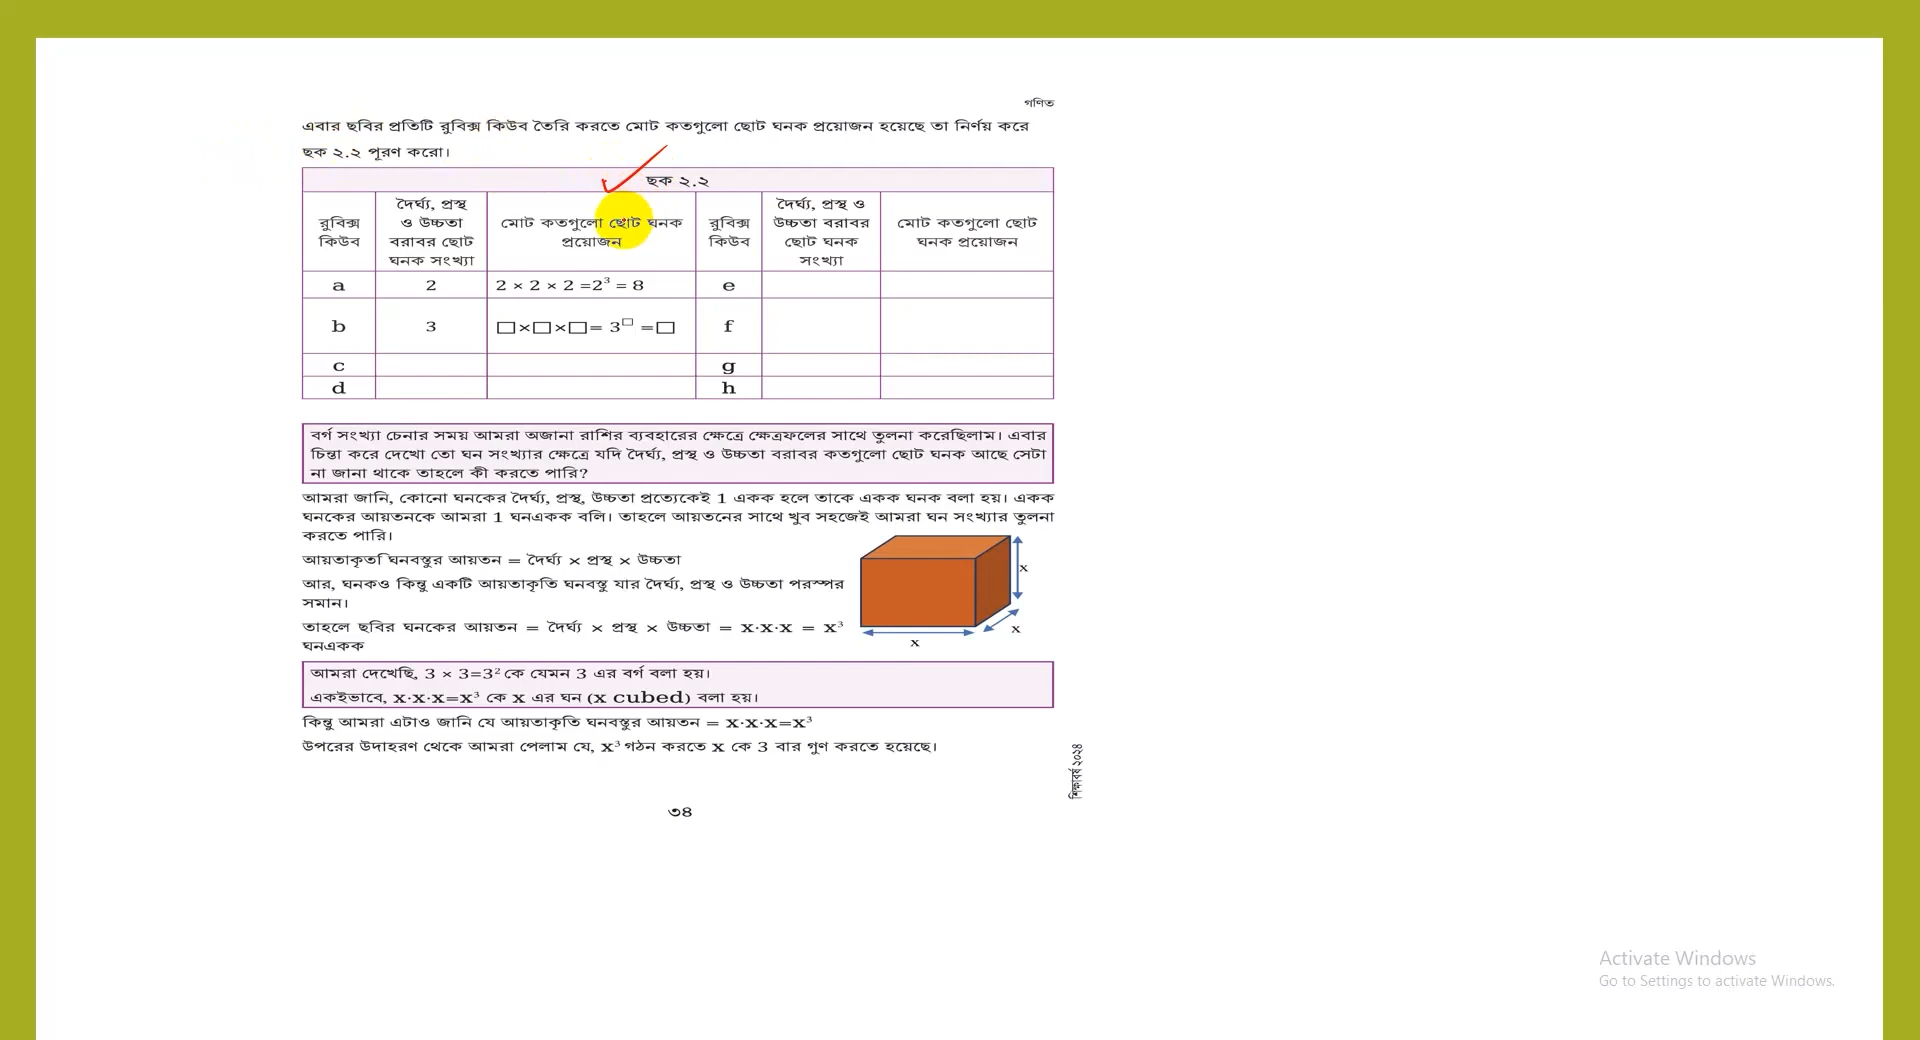 গণিত
এবার ছবির প্রতিটি রুবিক্স কিউব তৈরি করতে মোট কতগুলো ছোট ঘনক প্রয়োজন হয়েছে তা নির্ণয় করে
ছক ২.২ পূরণ করো।
ছক ২.২
রুবিক্স কিউব
দৈর্ঘ্য, প্রস্থ ও উচ্চতা বরাবর ছোট ঘনক সংখ্যা
মোট কতগুলো ছোট ঘনক প্রয়োজন
রুবিক্স কিউব
দৈর্ঘ্য, প্রস্থ ও উচ্চতা বরাবর ছোট ঘনক সংখ্যা
মোট কতগুলো ছোট ঘনক প্রয়োজন
a 2 2 × 2 × 2 =2³ = 8 e
b 3 □×□×□= 3^□ =□ f
c g
d h
বর্গ সংখ্যা চেনার সময় আমরা অজানা রাশির ব্যবহারের ক্ষেত্রে ক্ষেত্রফলের সাথে তুলনা করেছিলাম। এবার
চিন্তা করে দেখো তো ঘন সংখ্যার ক্ষেত্রে যদি দৈর্ঘ্য, প্রস্থ ও উচ্চতা বরাবর কতগুলো ছোট ঘনক আছে সেটা
না জানা থাকে তাহলে কী করতে পারি?
আমরা জানি, কোনো ঘনকের দৈর্ঘ্য, প্রস্থ, উচ্চতা প্রত্যেকেই 1 একক হলে তাকে একক ঘনক বলা হয়। একক
ঘনকের আয়তনকে আমরা 1 ঘনএকক বলি। তাহলে আয়তনের সাথে খুব সহজেই আমরা ঘন সংখ্যার তুলনা
করতে পারি।
আয়তাকৃতি ঘনবস্তুর আয়তন = দৈর্ঘ্য × প্রস্থ × উচ্চতা
আর, ঘনকও কিন্তু একটি আয়তাকৃতি ঘনবস্তু যার দৈর্ঘ্য, প্রস্থ ও উচ্চতা পরস্পর
সমান।
তাহলে ছবির ঘনকের আয়তন = দৈর্ঘ্য × প্রস্থ × উচ্চতা = x·x·x = x³
ঘনএকক
x
x
x
আমরা দেখেছি, 3 × 3=3² কে যেমন 3 এর বর্গ বলা হয়।
একইভাবে, x·x·x=x³ কে x এর ঘন (x cubed) বলা হয়।
কিন্তু আমরা এটাও জানি যে আয়তাকৃতি ঘনবস্তুর আয়তন = x·x·x=x³
উপরের উদাহরণ থেকে আমরা পেলাম যে, x³ গঠন করতে x কে 3 বার গুণ করতে হয়েছে।
শিক্ষাবর্ষ ২০২৪
৩৪
Activate Windows
Go to Settings to activate Windows.